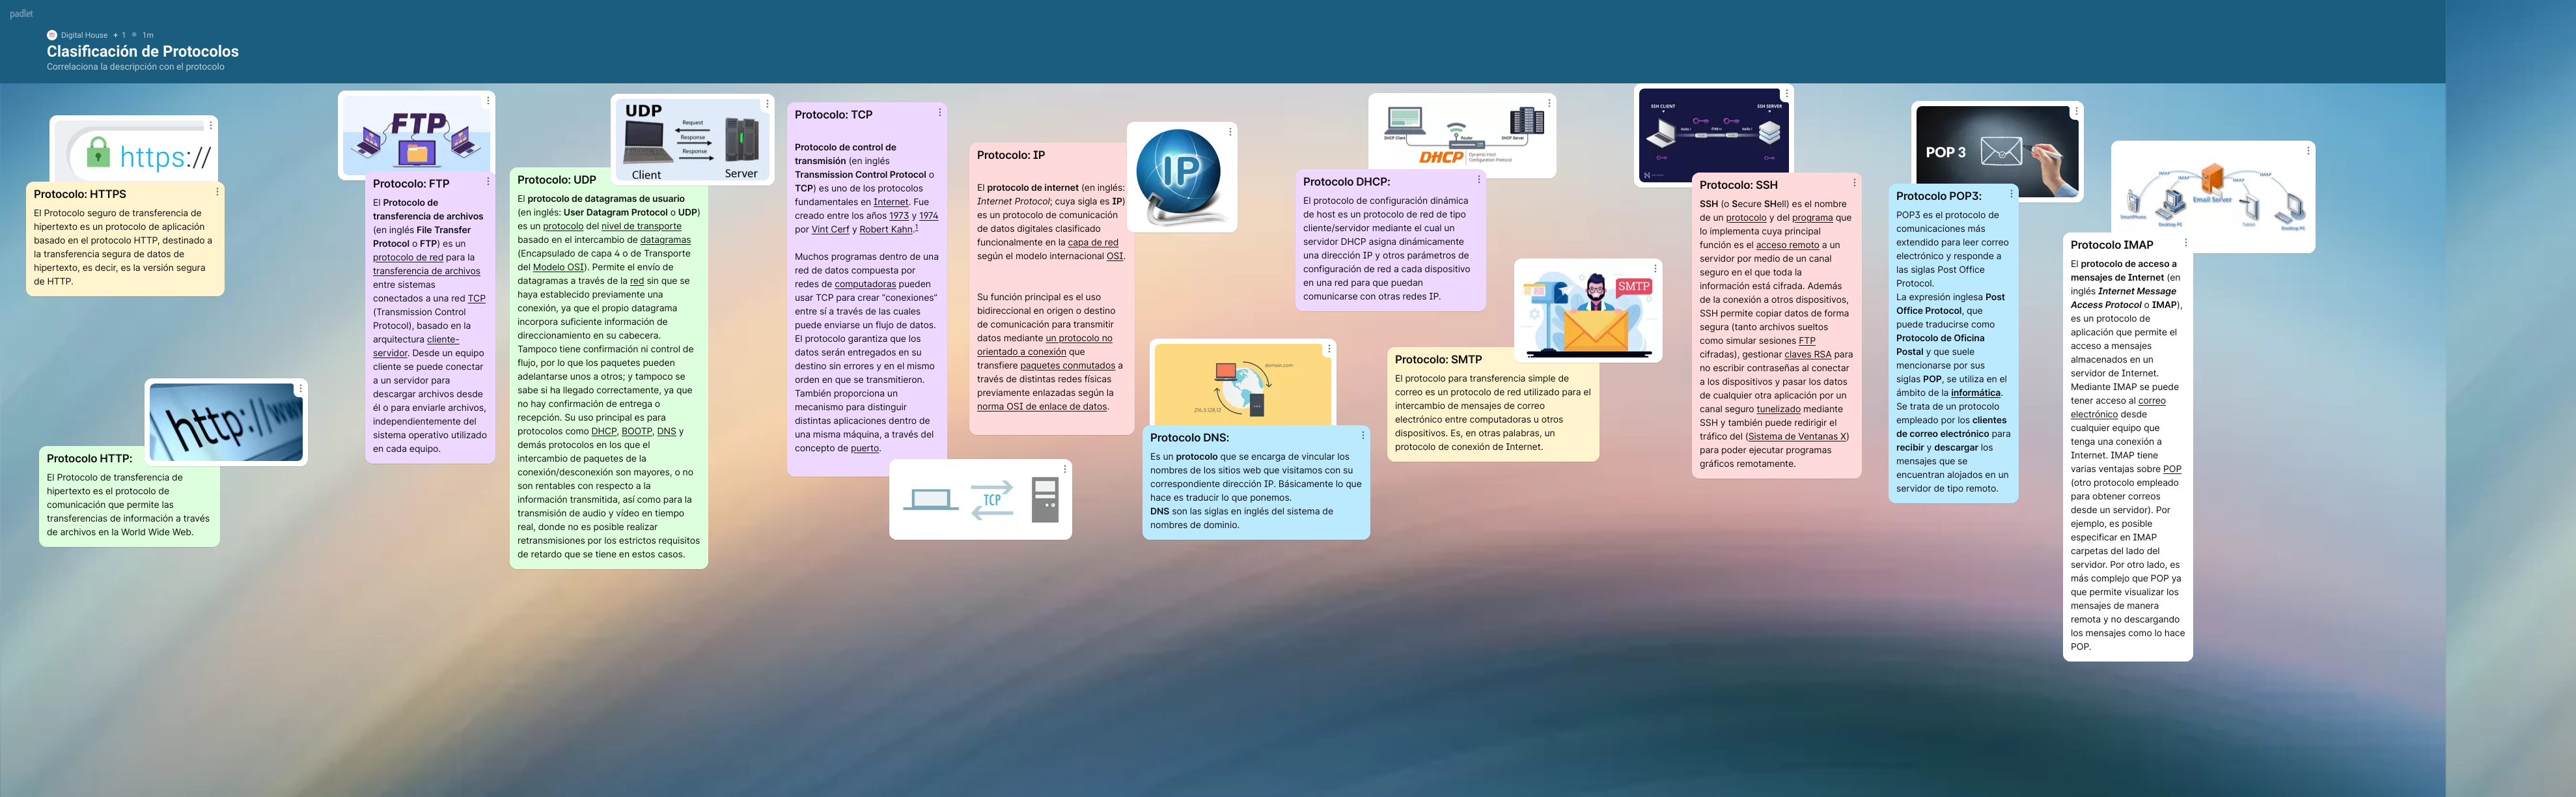 padlet
Digital House + 1 1m
Clasificación de Protocolos
Correlaciona la descripción con el protocolo
https://
Protocolo: HTTPS
El Protocolo seguro de transferencia de
hipertexto es un protocolo de aplicación
basado en el protocolo HTTP, destinado a
la transferencia segura de datos de
hipertexto, es decir, es la versión segura
de HTTP.
http://www
Protocolo HTTP:
El Protocolo de transferencia de
hipertexto es el protocolo de
comunicación que permite las
transferencias de información a través
de archivos en la World Wide Web.
FTP
Protocolo: FTP
El Protocolo de
transferencia de archivos
(en inglés File Transfer
Protocol o FTP) es un
protocolo de red para la
transferencia de archivos
entre sistemas
conectados a una red TCP
(Transmission Control
Protocol), basado en la
arquitectura cliente-
servidor. Desde un equipo
cliente se puede conectar
a un servidor para
descargar archivos desde
él o para enviarle archivos,
independientemente del
sistema operativo utilizado
en cada equipo.
UDP
Request
Response
Response
Client
Server
Protocolo: UDP
El protocolo de datagramas de usuario
(en inglés: User Datagram Protocol o UDP)
es un protocolo del nivel de transporte
basado en el intercambio de datagramas
(Encapsulado de capa 4 o de Transporte
del Modelo OSI). Permite el envío de
datagramas a través de la red sin que se
haya establecido previamente una
conexión, ya que el propio datagrama
incorpora suficiente información de
direccionamiento en su cabecera.
Tampoco tiene confirmación ni control de
flujo, por lo que los paquetes pueden
adelantarse unos a otros; y tampoco se
sabe si ha llegado correctamente, ya que
no hay confirmación de entrega o
recepción. Su uso principal es para
protocolos como DHCP, BOOTP, DNS y
demás protocolos en los que el
intercambio de paquetes de la
conexión/desconexión son mayores, o no
son rentables con respecto a la
información transmitida, así como para la
transmisión de audio y vídeo en tiempo
real, donde no es posible realizar
retransmisiones por los estrictos requisitos
de retardo que se tiene en estos casos.
Protocolo: TCP
Protocolo de control de
transmisión (en inglés
Transmission Control Protocol o
TCP) es uno de los protocolos
fundamentales en Internet. Fue
creado entre los años 1973 y 1974
por Vint Cerf y Robert Kahn.1
Muchos programas dentro de una
red de datos compuesta por
redes de computadoras pueden
usar TCP para crear “conexiones”
entre sí a través de las cuales
puede enviarse un flujo de datos.
El protocolo garantiza que los
datos serán entregados en su
destino sin errores y en el mismo
orden en que se transmitieron.
También proporciona un
mecanismo para distinguir
distintas aplicaciones dentro de
una misma máquina, a través del
concepto de puerto.
TCP
Protocolo: IP
El protocolo de internet (en inglés:
Internet Protocol; cuya sigla es IP)
es un protocolo de comunicación
de datos digitales clasificado
funcionalmente en la capa de red
según el modelo internacional OSI.
Su función principal es el uso
bidireccional en origen o destino
de comunicación para transmitir
datos mediante un protocolo no
orientado a conexión que
transfiere paquetes conmutados a
través de distintas redes físicas
previamente enlazadas según la
norma OSI de enlace de datos.
IP
domain.com
216.3.128.12
Protocolo DNS:
Es un protocolo que se encarga de vincular los
nombres de los sitios web que visitamos con su
correspondiente dirección IP. Básicamente lo que
hace es traducir lo que ponemos.
DNS son las siglas en inglés del sistema de
nombres de dominio.
DHCP Client
Router
DHCP Server
DHCP
Dynamic Host
Configuration Protocol
Protocolo DHCP:
El protocolo de configuración dinámica
de host es un protocolo de red de tipo
cliente/servidor mediante el cual un
servidor DHCP asigna dinámicamente
una dirección IP y otros parámetros de
configuración de red a cada dispositivo
en una red para que puedan
comunicarse con otras redes IP.
SMTP
Protocolo: SMTP
El protocolo para transferencia simple de
correo es un protocolo de red utilizado para el
intercambio de mensajes de correo
electrónico entre computadoras u otros
dispositivos. Es, en otras palabras, un
protocolo de conexión de Internet.
SSH CLIENT
SSH SERVER
Protocolo: SSH
SSH (o Secure SHell) es el nombre
de un protocolo y del programa que
lo implementa cuya principal
función es el acceso remoto a un
servidor por medio de un canal
seguro en el que toda la
información está cifrada. Además
de la conexión a otros dispositivos,
SSH permite copiar datos de forma
segura (tanto archivos sueltos
como simular sesiones FTP
cifradas), gestionar claves RSA para
no escribir contraseñas al conectar
a los dispositivos y pasar los datos
de cualquier otra aplicación por un
canal seguro tunelizado mediante
SSH y también puede redirigir el
tráfico del (Sistema de Ventanas X)
para poder ejecutar programas
gráficos remotamente.
POP 3
Protocolo POP3:
POP3 es el protocolo de
comunicaciones más
extendido para leer correo
electrónico y responde a
las siglas Post Office
Protocol.
La expresión inglesa Post
Office Protocol, que
puede traducirse como
Protocolo de Oficina
Postal y que suele
mencionarse por sus
siglas POP, se utiliza en el
ámbito de la informática.
Se trata de un protocolo
empleado por los clientes
de correo electrónico para
recibir y descargar los
mensajes que se
encuentran alojados en un
servidor de tipo remoto.
IMAP
IMAP
IMAP
IMAP
Email Server
SmartPhone
Desktop PC
Tablet
Desktop PC
Protocolo IMAP
El protocolo de acceso a
mensajes de Internet (en
inglés Internet Message
Access Protocol o IMAP),
es un protocolo de
aplicación que permite el
acceso a mensajes
almacenados en un
servidor de Internet.
Mediante IMAP se puede
tener acceso al correo
electrónico desde
cualquier equipo que
tenga una conexión a
Internet. IMAP tiene
varias ventajas sobre POP
(otro protocolo empleado
para obtener correos
desde un servidor). Por
ejemplo, es posible
especificar en IMAP
carpetas del lado del
servidor. Por otro lado, es
más complejo que POP ya
que permite visualizar los
mensajes de manera
remota y no descargando
los mensajes como lo hace
POP.